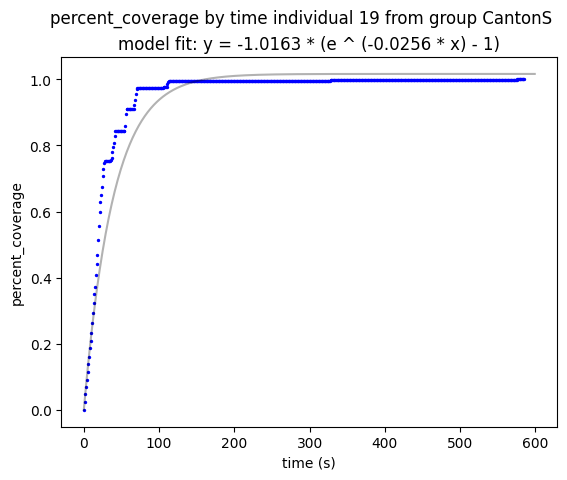 percent_coverage by time individual 19 from group CantonS
model fit: y = -1.0163 * (e ^ (-0.0256 * x) - 1)
1.0
0.8
0.6
0.4
0.2
0.0
percent_coverage
0 100 200 300 400 500 600
time (s)